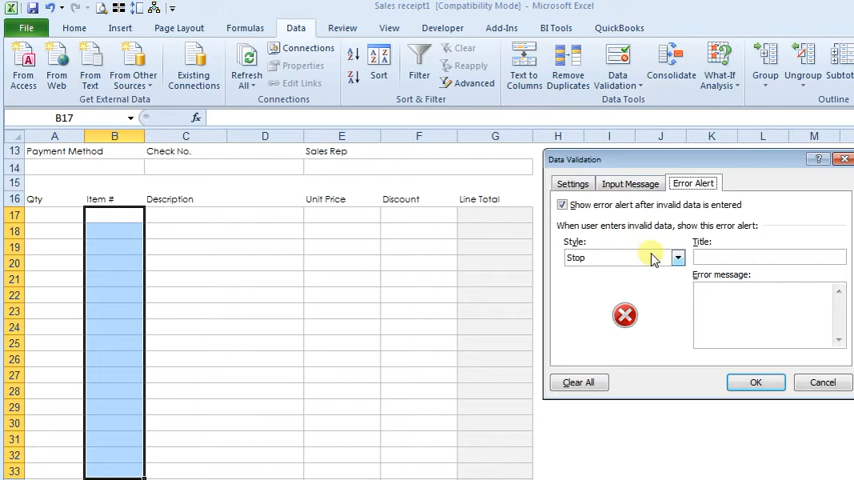 Sales receipt1 [Compatibility Mode] - Microsoft Excel
File Home Insert Page Layout Formulas Data Review View Developer Add-Ins BI Tools QuickBooks
From Access
From Web
From Text
From Other Sources
Get External Data
Existing Connections
Refresh All
Connections
Properties
Edit Links
Connections
Sort
Filter
Clear
Reapply
Advanced
Sort & Filter
Text to Columns
Remove Duplicates
Data Validation
Consolidate
What-If Analysis
Data Tools
Group
Ungroup
Subtot
Outline
B17 fx
A B C D E F G H I J K L M
13 Payment Method Check No. Sales Rep
14
15
16 Qty Item # Description Unit Price Discount Line Total
17
18
19
20
21
22
23
24
25
26
27
28
29
30
31
32
33
Data Validation
Settings Input Message Error Alert
Show error alert after invalid data is entered
When user enters invalid data, show this error alert:
Style: Title:
Stop
Error message:
Clear All OK Cancel